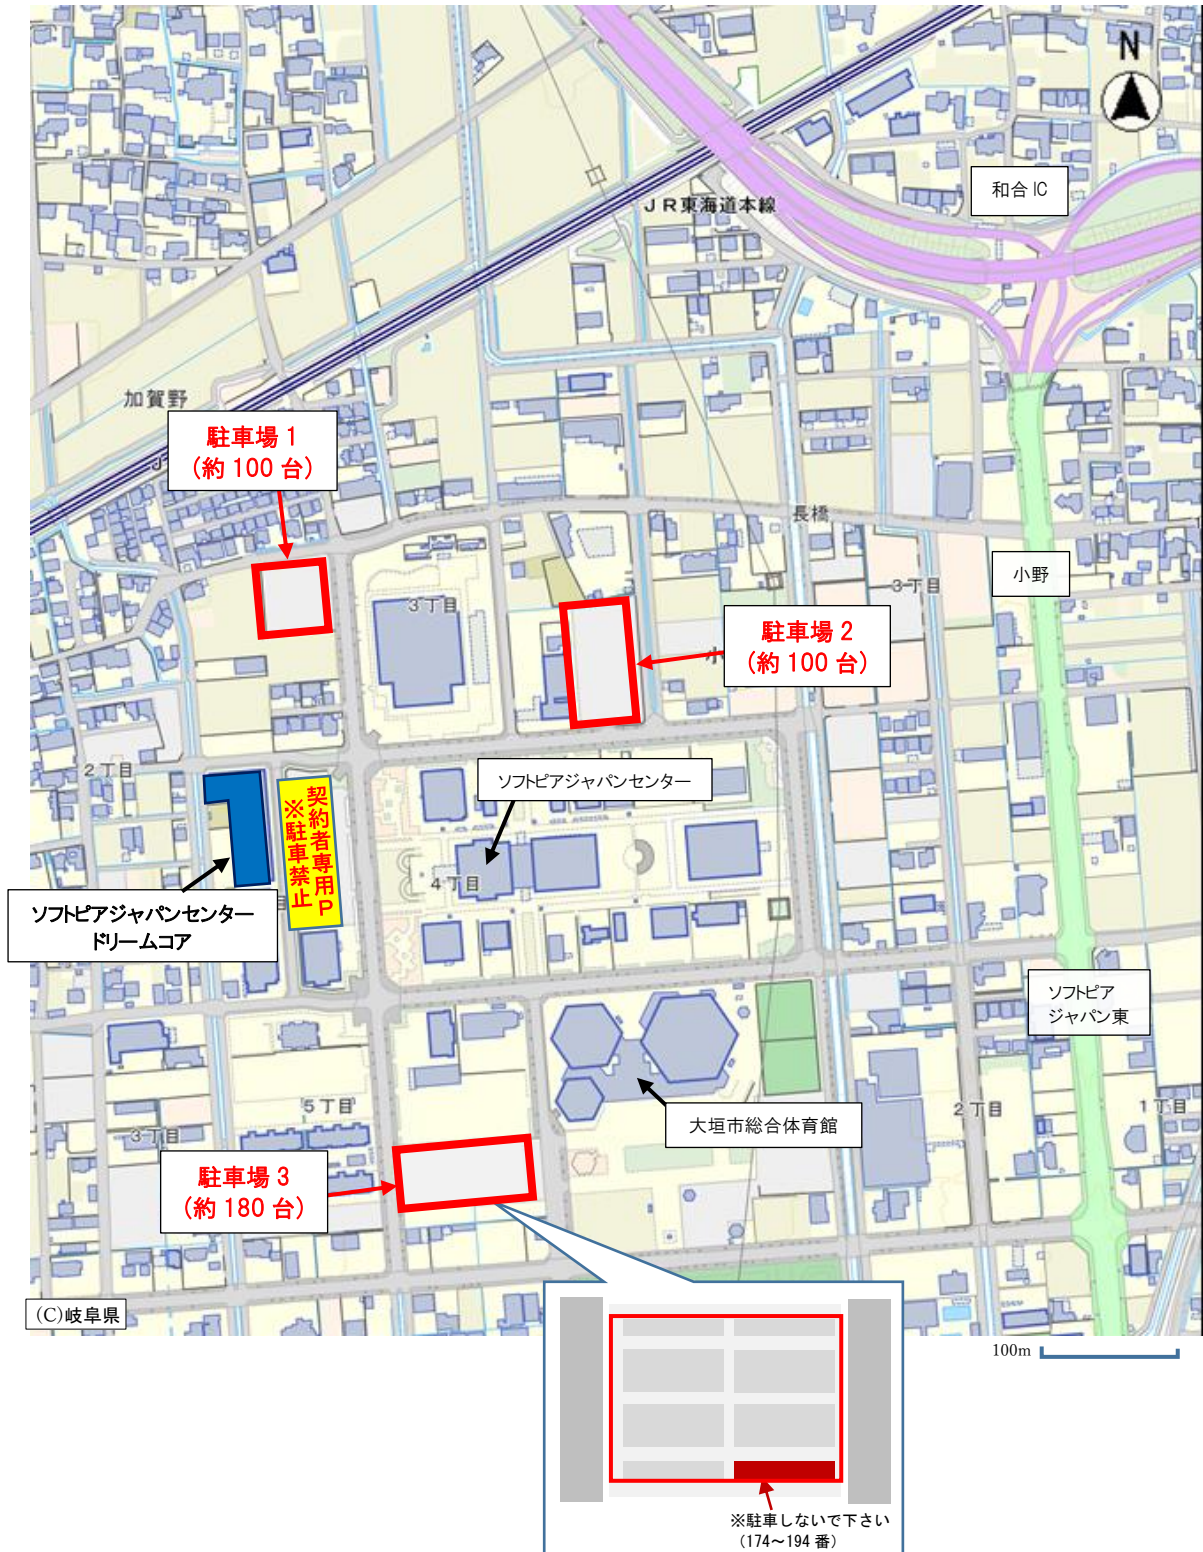 N
和合 IC
JR東海道本線
加賀野
駐車場 1
(約 100 台)
J
長橋
3丁目
小野
3丁目
駐車場 2
(約 100 台)
小
2丁目
ソフトピアジャパンセンター
契約者専用P
※駐車禁止
4丁目
ソフトピアジャパンセンター
ドリームコア
目
ソフトピア
ジャパン東
大垣市総合体育館
5丁目
3丁目
2丁目
1丁目
駐車場 3
(約 180 台)
(C)岐阜県
100m
※駐車しないで下さい
(174～194 番)